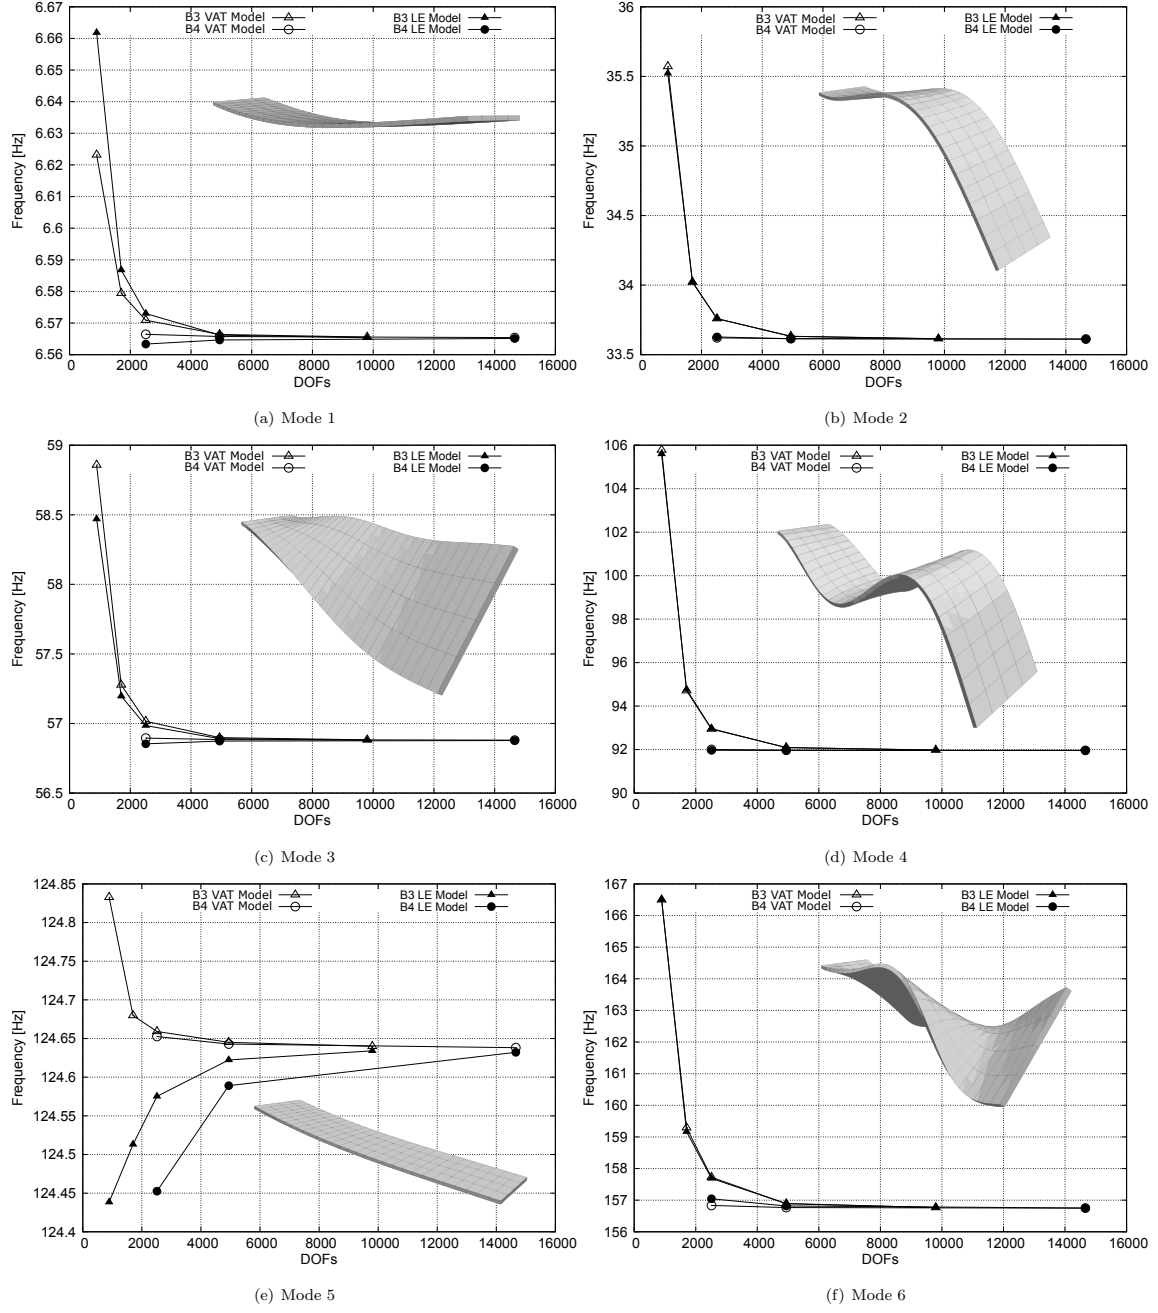 B3 VAT Model B3 LE Model
B4 VAT Model B4 LE Model
6.67
6.66
6.65
6.64
6.63
6.62
6.61
6.6
6.59
6.58
6.57
6.56
Frequency [Hz]
0 2000 4000 6000 8000 10000 12000 14000 16000
DOFs
(a) Mode 1
B3 VAT Model B3 LE Model
B4 VAT Model B4 LE Model
36
35.5
35
34.5
34
33.5
Frequency [Hz]
0 2000 4000 6000 8000 10000 12000 14000 16000
DOFs
(b) Mode 2
B3 VAT Model B3 LE Model
B4 VAT Model B4 LE Model
59
58.5
58
57.5
57
56.5
Frequency [Hz]
0 2000 4000 6000 8000 10000 12000 14000 16000
DOFs
(c) Mode 3
B3 VAT Model B3 LE Model
B4 VAT Model B4 LE Model
106
104
102
100
98
96
94
92
90
Frequency [Hz]
0 2000 4000 6000 8000 10000 12000 14000 16000
DOFs
(d) Mode 4
B3 VAT Model B3 LE Model
B4 VAT Model B4 LE Model
124.85
124.8
124.75
124.7
124.65
124.6
124.55
124.5
124.45
124.4
Frequency [Hz]
0 2000 4000 6000 8000 10000 12000 14000 16000
DOFs
(e) Mode 5
B3 VAT Model B3 LE Model
B4 VAT Model B4 LE Model
167
166
165
164
163
162
161
160
159
158
157
156
Frequency [Hz]
0 2000 4000 6000 8000 10000 12000 14000 16000
DOFs
(f) Mode 6